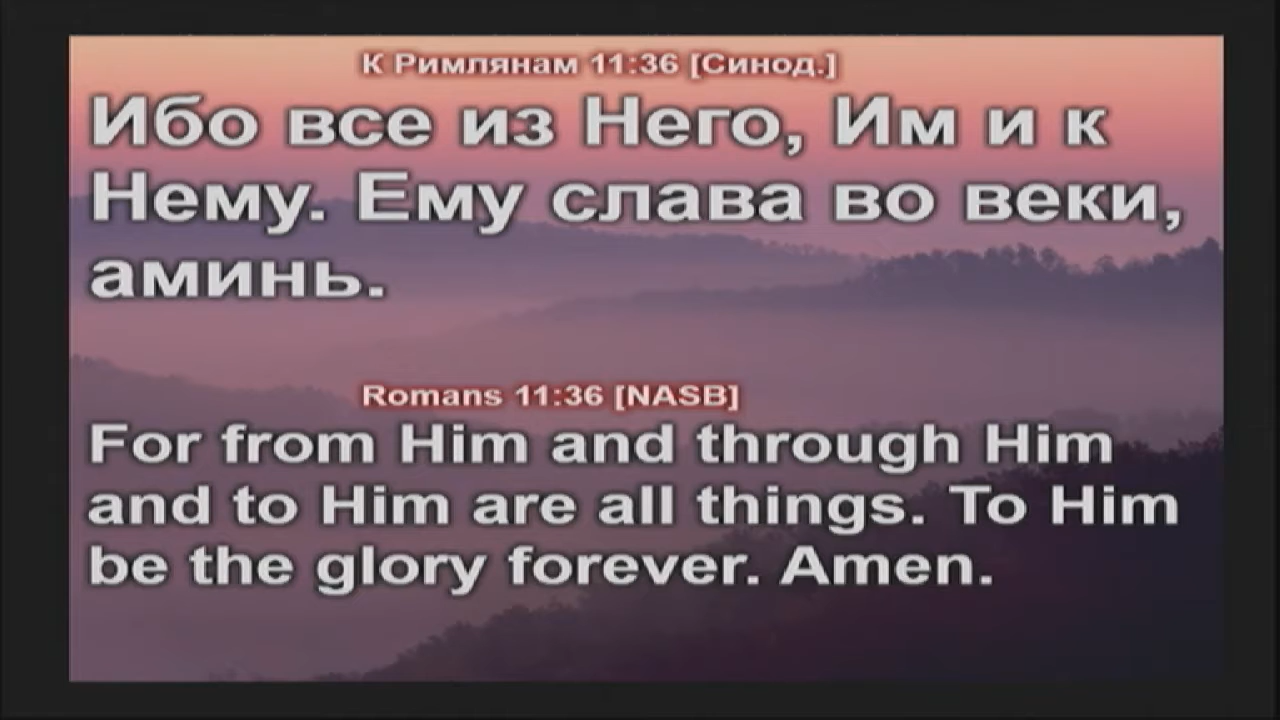 К Римлянам 11:36 [Синод.]
Ибо все из Него, Им и к
Нему. Ему слава во веки,
аминь.
Romans 11:36 [NASB]
For from Him and through Him
and to Him are all things. To Him
be the glory forever. Amen.